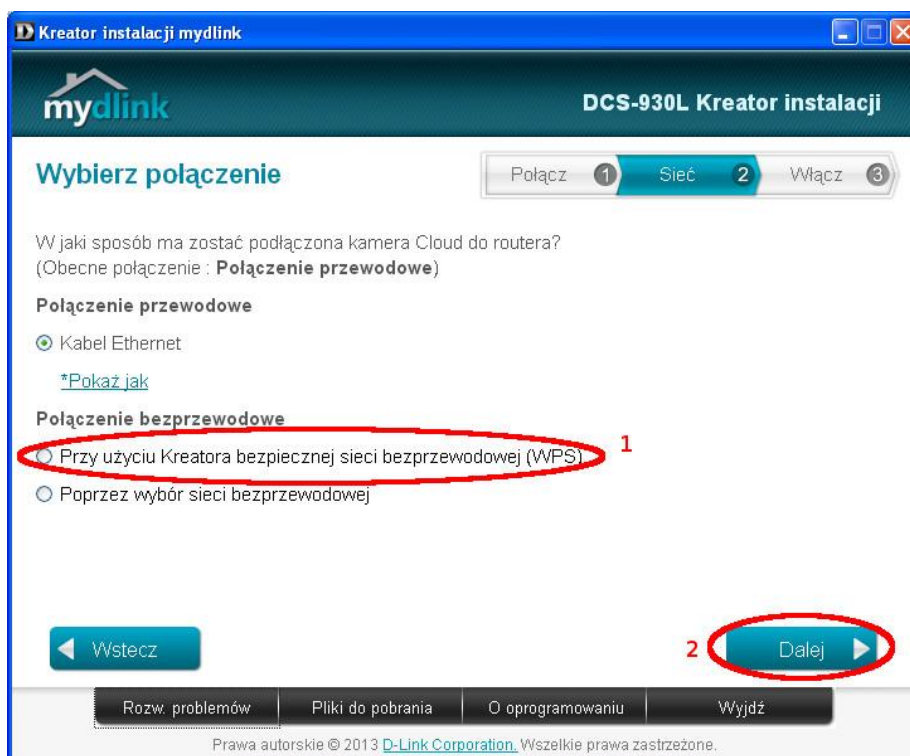 Kreator instalacji mydlink
mydlink
DCS-930L Kreator instalacji
Wybierz połączenie
Połącz 1 Sieć 2 Włącz 3
W jaki sposób ma zostać podłączona kamera Cloud do routera?
(Obecne połączenie : Połączenie przewodowe)
Połączenie przewodowe
Kabel Ethernet
*Pokaż jak
Połączenie bezprzewodowe
Przy użyciu Kreatora bezpiecznej sieci bezprzewodowej (WPS) 1
Poprzez wybór sieci bezprzewodowej
Wstecz 2 Dalej
Rozw. problemów Pliki do pobrania O oprogramowaniu Wyjdź
Prawa autorskie © 2013 D-Link Corporation. Wszelkie prawa zastrzeżone.